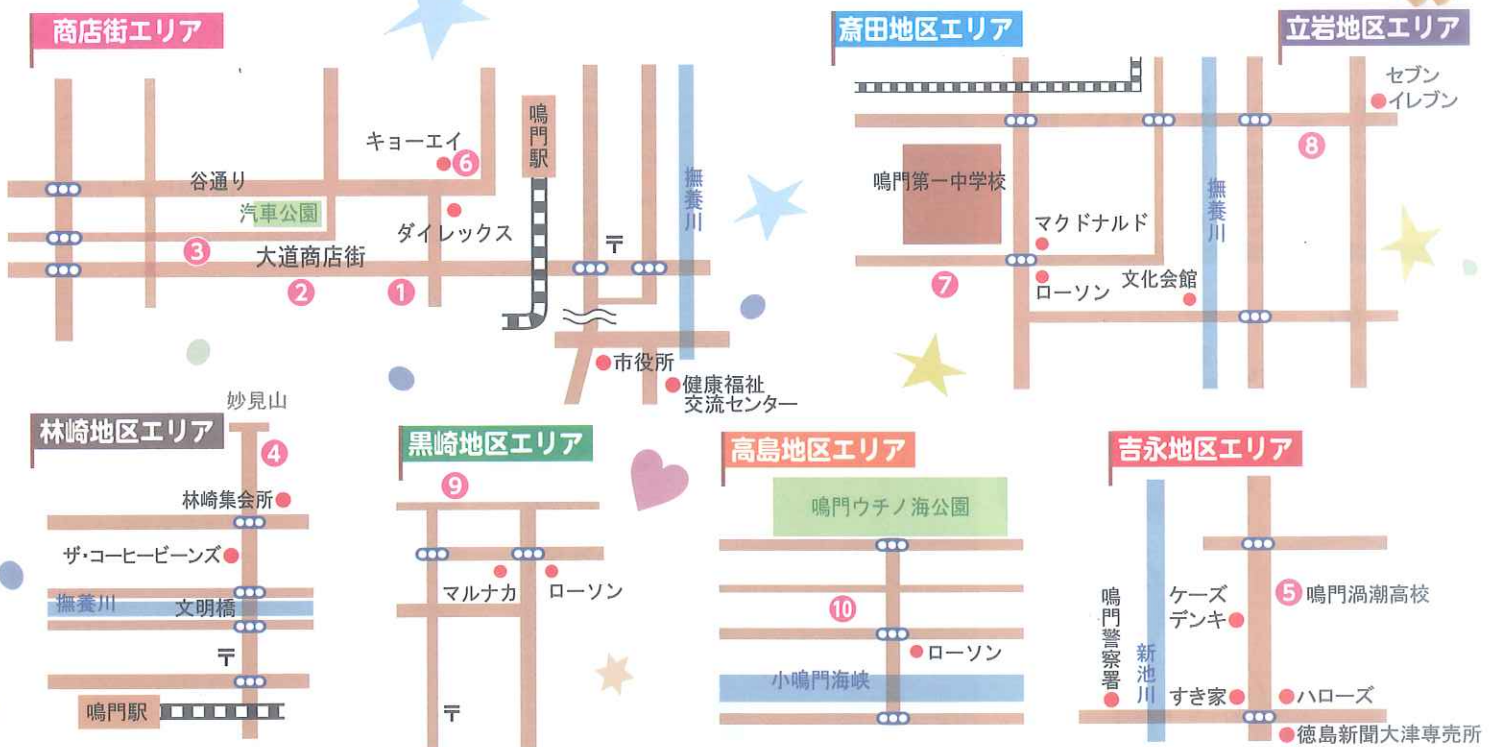 商店街エリア
キョーエイ
6
鳴門駅
谷通り
汽車公園
ダイレックス
3
大道商店街
2
1
〒
撫養川
市役所
健康福祉
交流センター
斎田地区エリア
立岩地区エリア
セブン
イレブン
8
鳴門第一中学校
マクドナルド
撫養川
7
ローソン
文化会館
林崎地区エリア
妙見山
4
林崎集会所
ザ・コーヒービーンズ
撫養川
文明橋
〒
鳴門駅
黒崎地区エリア
9
マルナカ
ローソン
〒
高島地区エリア
鳴門ウチノ海公園
10
ローソン
小鳴門海峡
吉永地区エリア
5 鳴門渦潮高校
ケーズ
デンキ
鳴門警察署
新池川
すき家
ハローズ
徳島新聞大津専売所